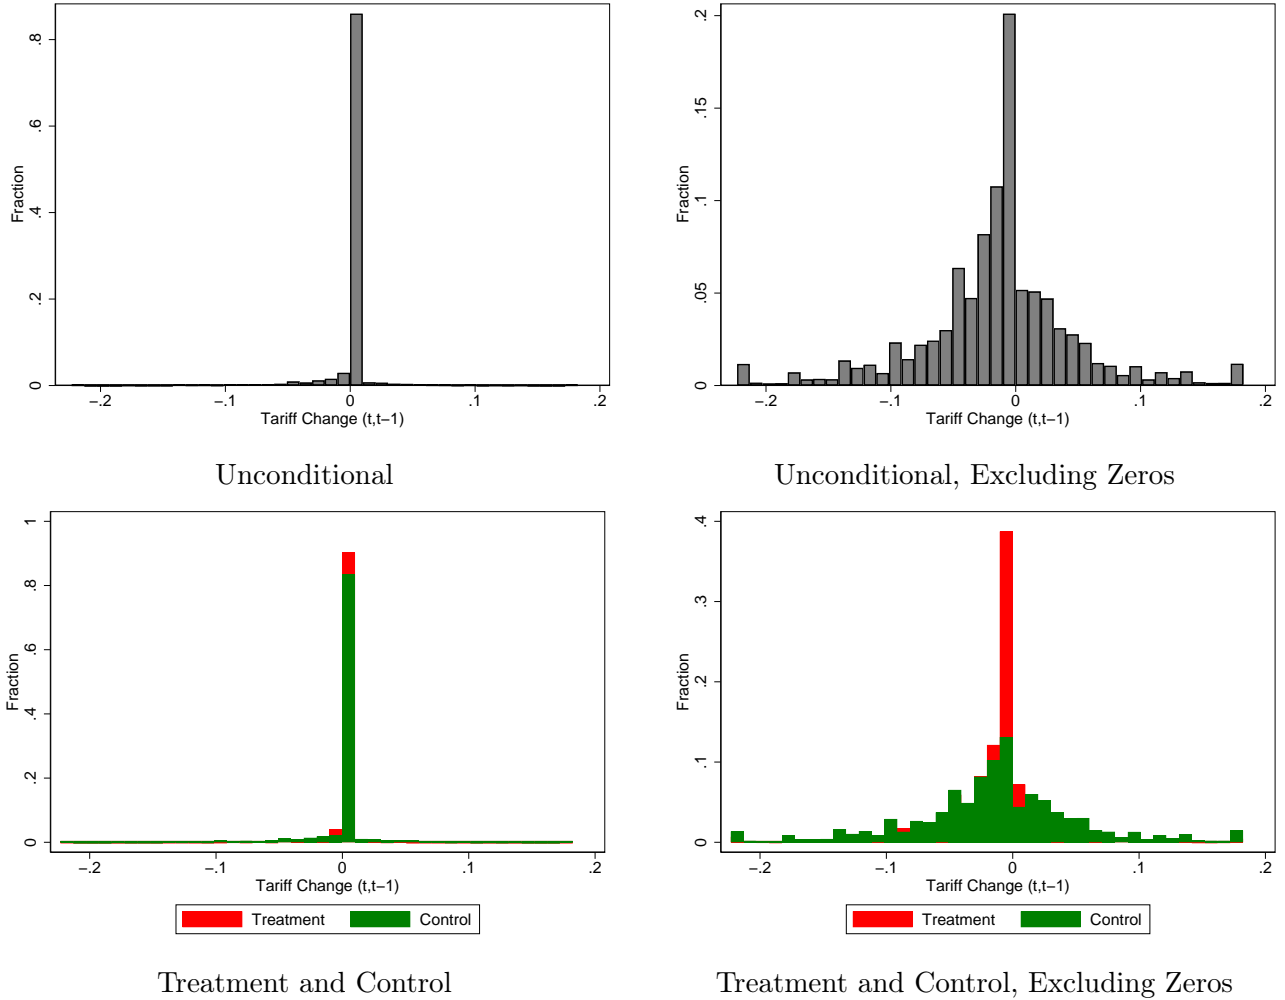 .8
.6
.4
.2
0
Fraction
−.2 −.1 0 .1 .2
Tariff Change (t,t−1)
Unconditional
.2
.15
.1
.05
0
Fraction
−.2 −.1 0 .1 .2
Tariff Change (t,t−1)
Unconditional, Excluding Zeros
1
.8
.6
.4
.2
0
Fraction
−.2 −.1 0 .1 .2
Tariff Change (t,t−1)
Treatment Control
Treatment and Control
.4
.3
.2
.1
0
Fraction
−.2 −.1 0 .1 .2
Tariff Change (t,t−1)
Treatment Control
Treatment and Control, Excluding Zeros